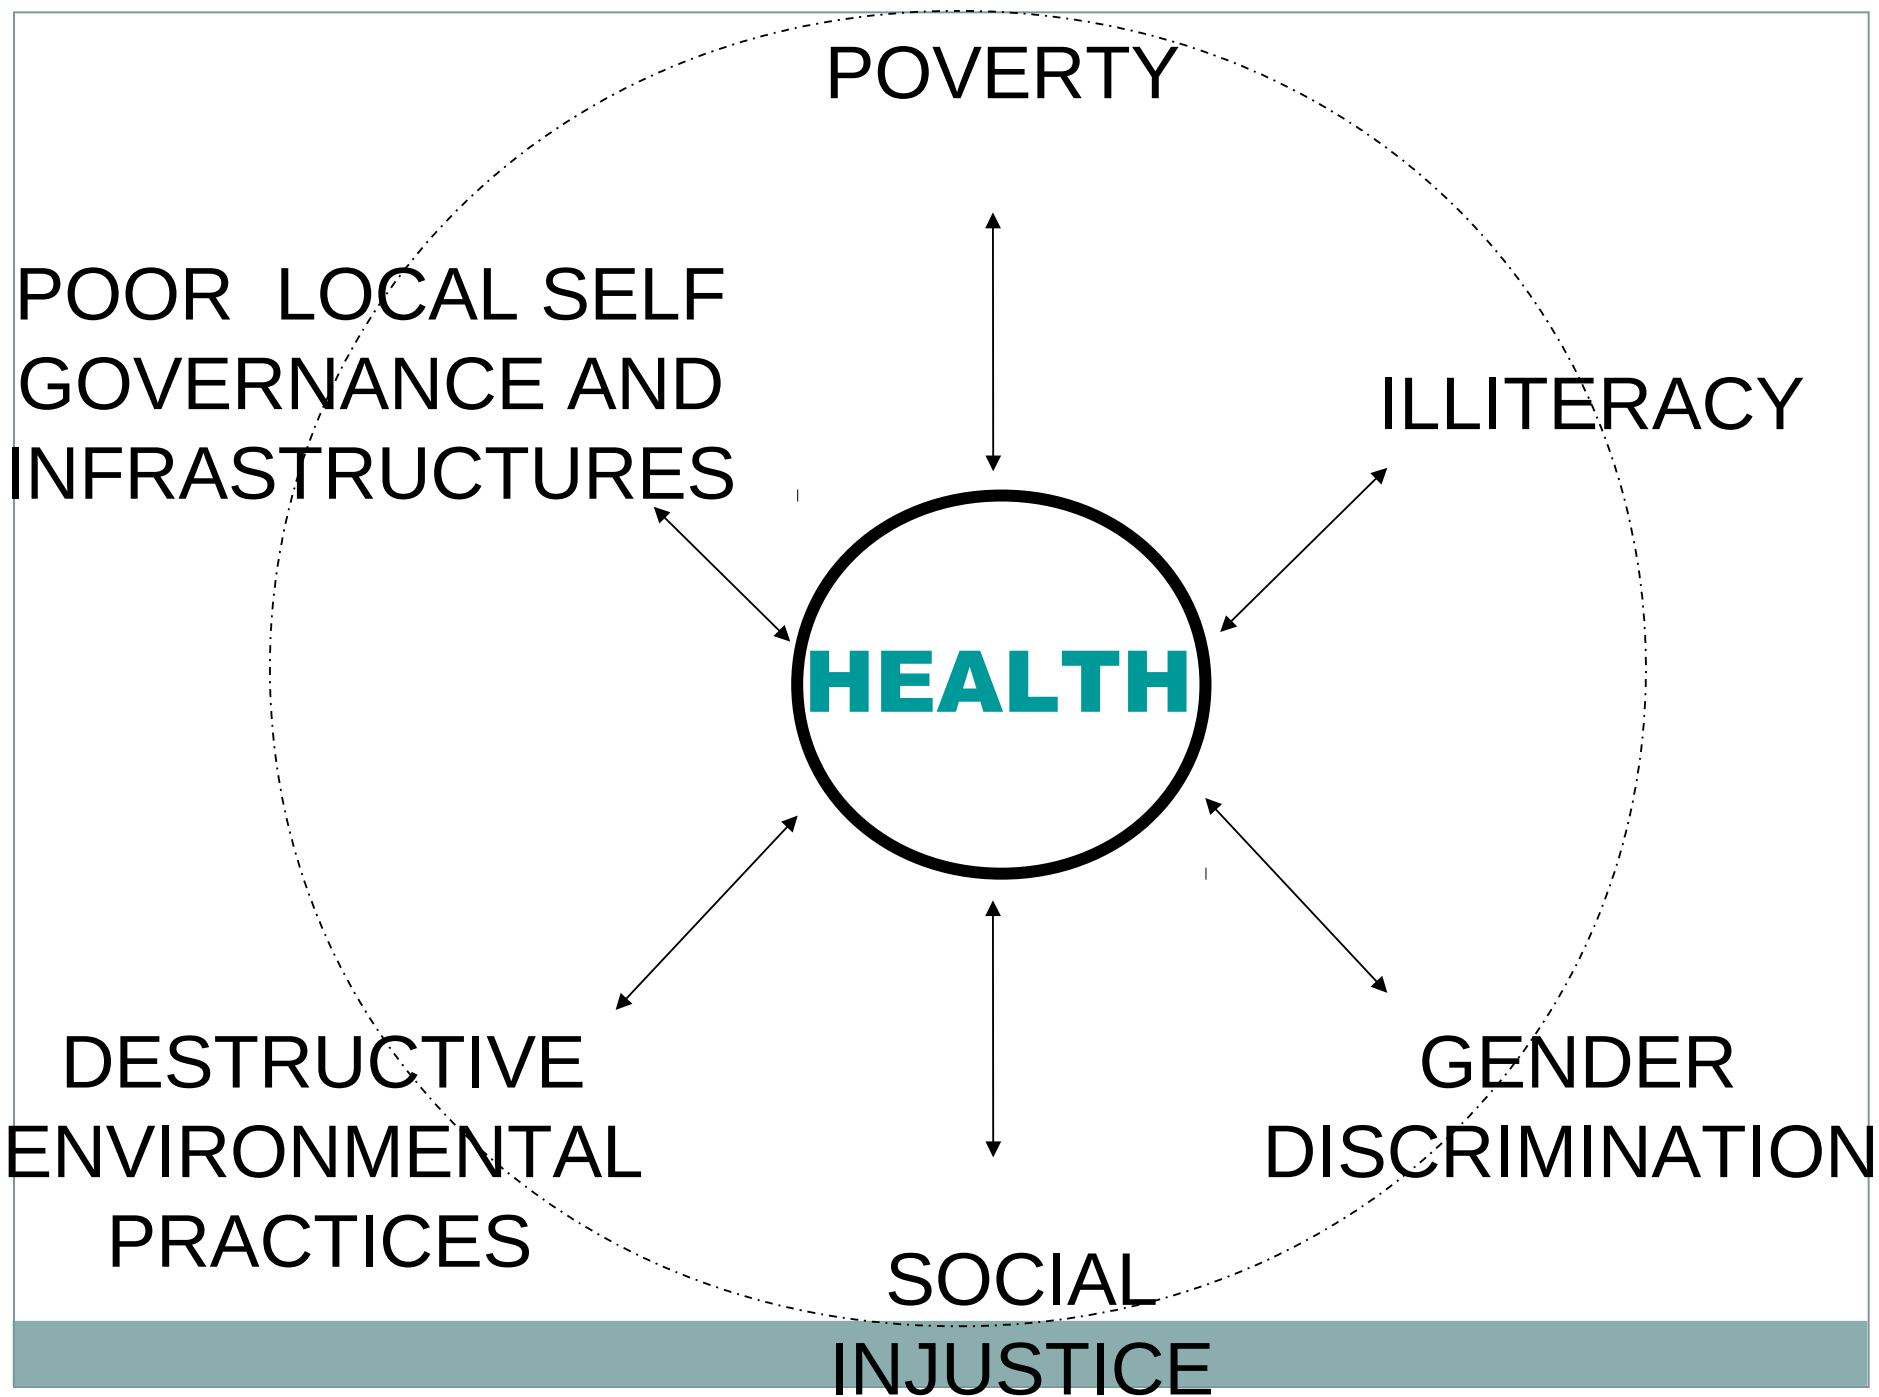 POVERTY
POOR  LOCAL SELF
GOVERNANCE AND
INFRASTRUCTURES
ILLITERACY
HEALTH
DESTRUCTIVE
ENVIRONMENTAL
PRACTICES
GENDER
DISCRIMINATION
SOCIAL
INJUSTICE